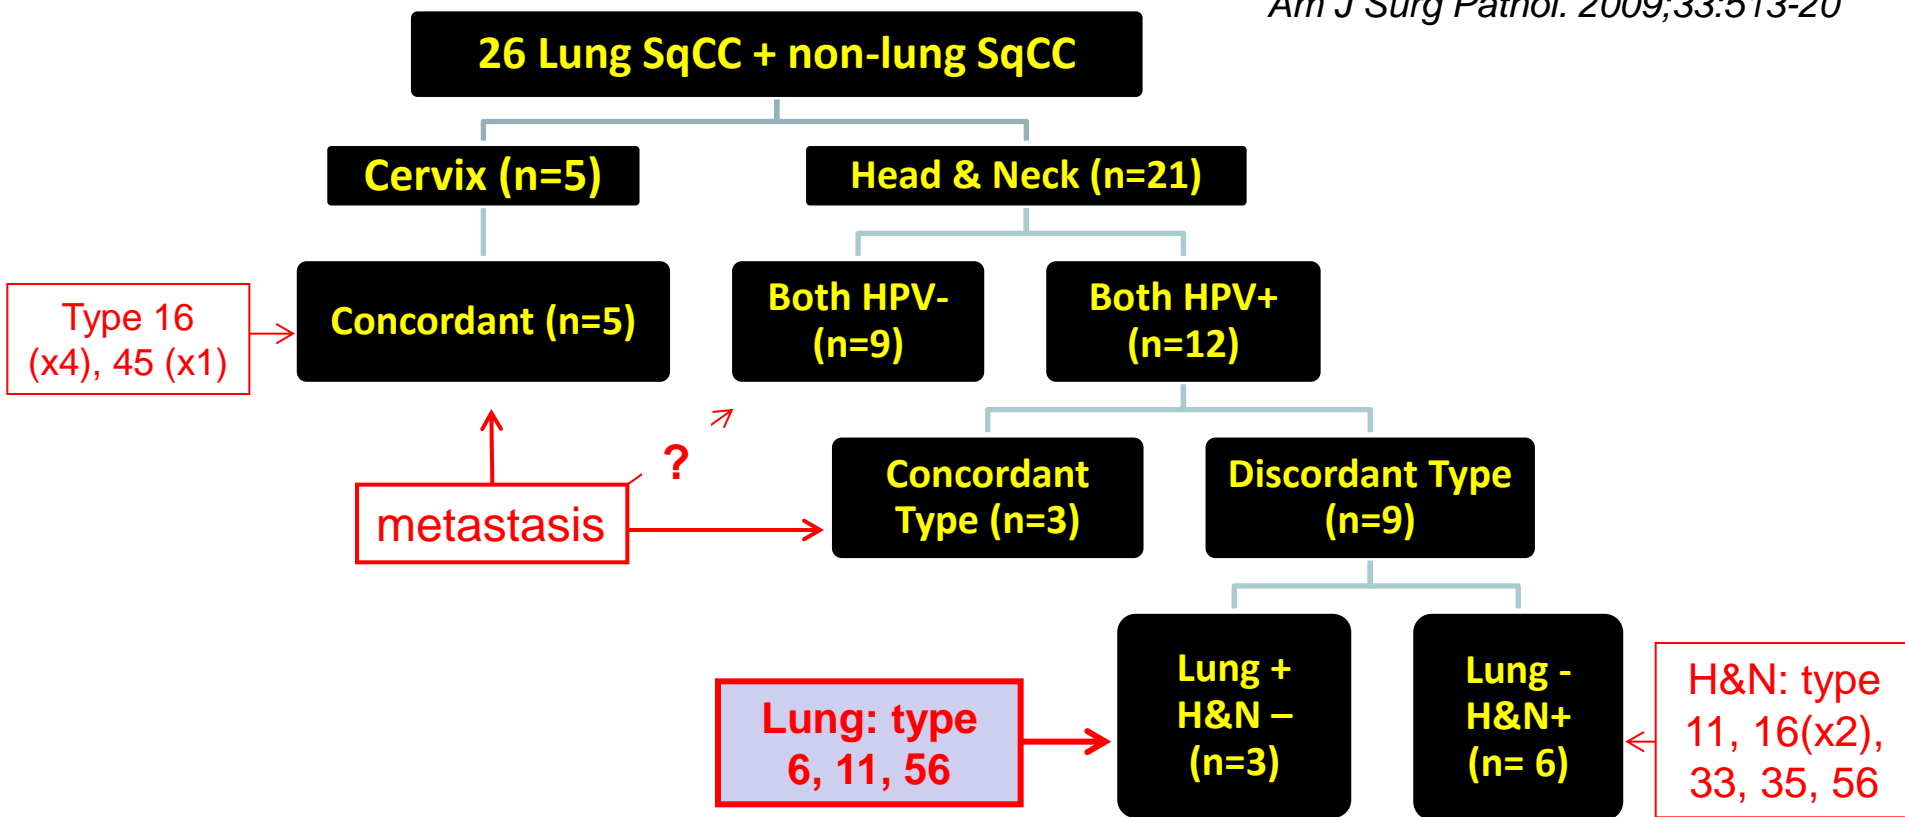 Am J Surg Pathol. 2009;33:513-20
26 Lung SqCC + non-lung SqCC
Cervix (n=5)
Head & Neck (n=21)
Type 16
(x4), 45 (x1)
Concordant (n=5)
Both HPV-
(n=9)
Both HPV+
(n=12)
?
metastasis
Concordant
Type (n=3)
Discordant Type
(n=9)
Lung: type
6, 11, 56
Lung +
H&N –
(n=3)
Lung -
H&N+
(n= 6)
H&N: type
11, 16(x2),
33, 35, 56